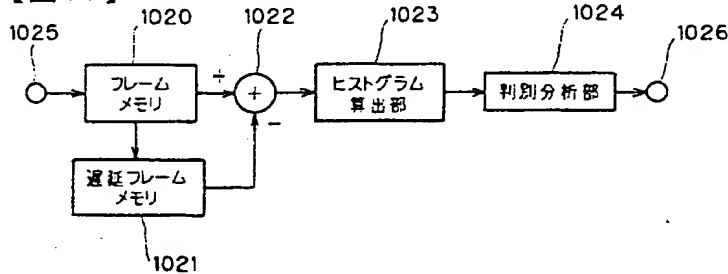 1025
1020
1022
1023
1024
1026
フレーム
メモリ
+
+
-
ヒストグラム
算出部
判別分析部
遅延フレーム
メモリ
1021